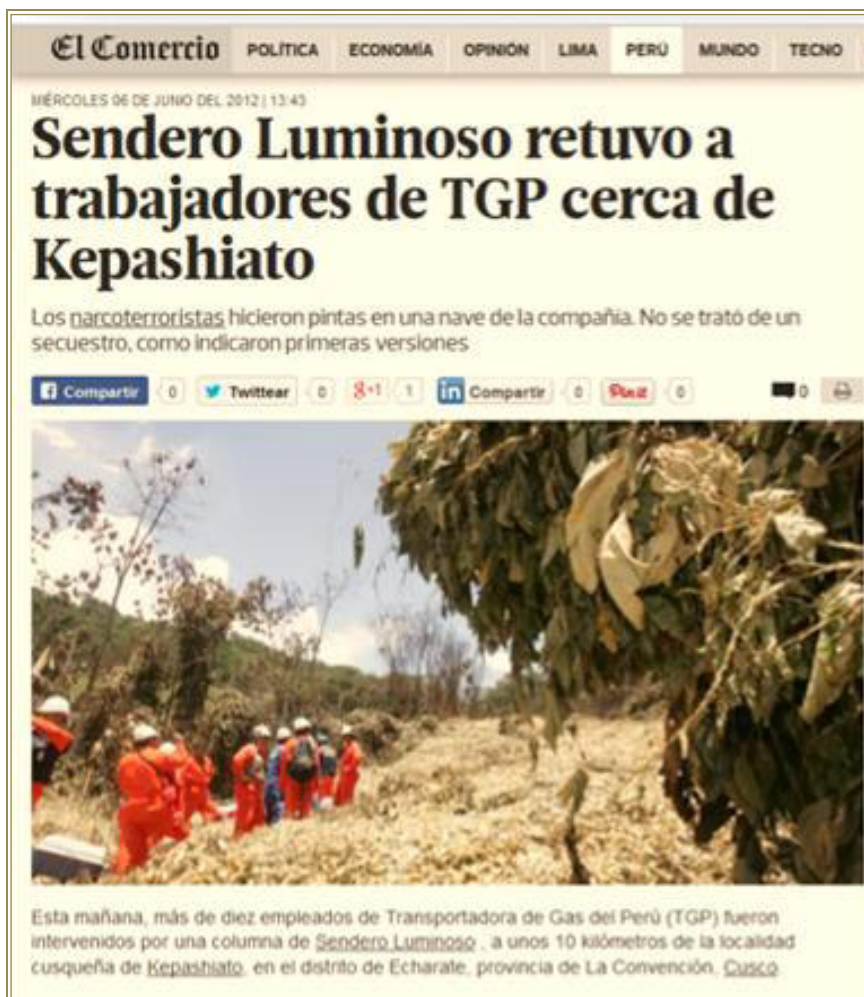 El Comercio POLÍTICA ECONOMÍA OPINIÓN LIMA PERÚ MUNDO TECNO
MIÉRCOLES 06 DE JUNIO DEL 2012 | 13:43
Sendero Luminoso retuvo a
trabajadores de TGP cerca de
Kepashiato
Los narcoterroristas hicieron pintas en una nave de la compañía. No se trató de un
secuestro, como indicaron primeras versiones
Compartir 0 Twittear 0 g+1 1 in Compartir 0 Pin it 0 0
Esta mañana, más de diez empleados de Transportadora de Gas del Perú (TGP) fueron
intervenidos por una columna de Sendero Luminoso , a unos 10 kilómetros de la localidad
cusqueña de Kepashiato, en el distrito de Echarate, provincia de La Convención, Cusco.